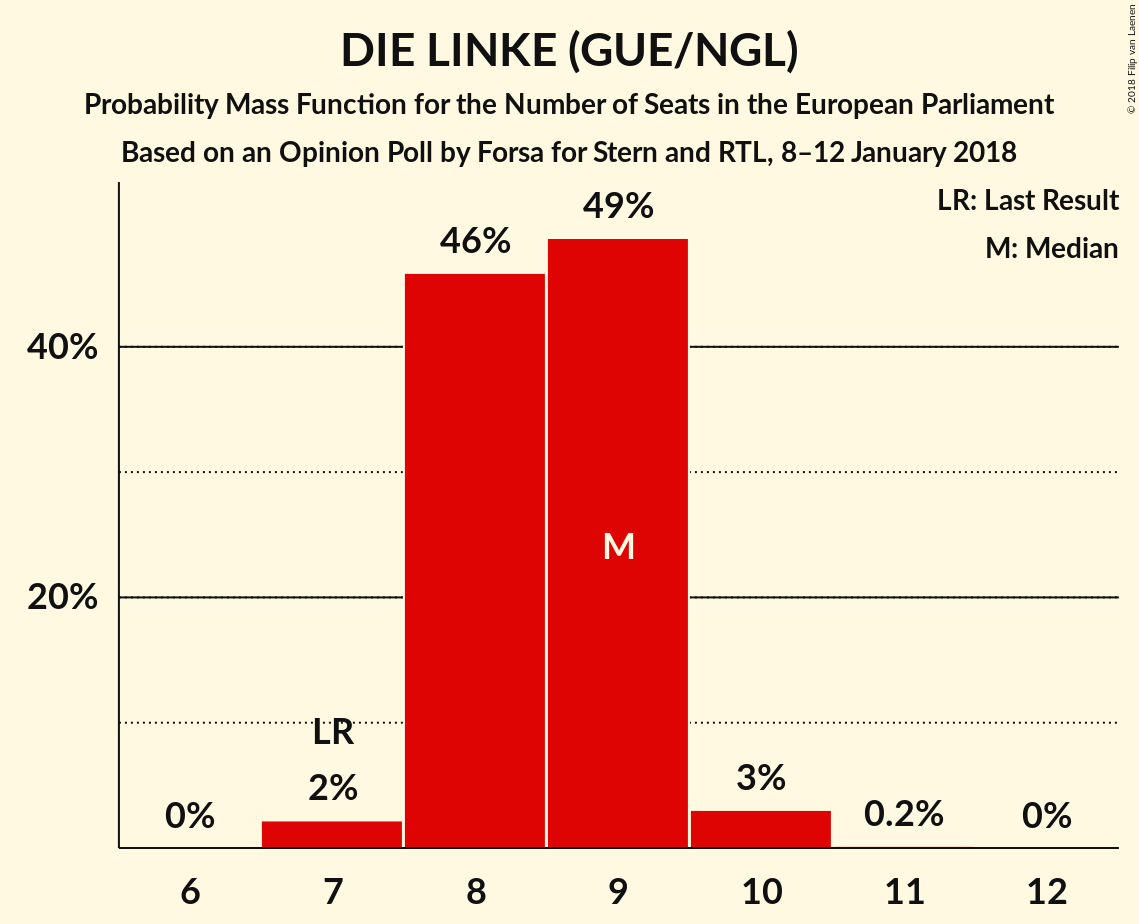 DIE LINKE (GUE/NGL)
Probability Mass Function for the Number of Seats in the European Parliament
Based on an Opinion Poll by Forsa for Stern and RTL, 8–12 January 2018
© 2018 Filip van Laenen
LR: Last Result
M: Median
49%
46%
40%
M
20%
LR
2%
3%
0%
0.2%
0%
6 7 8 9 10 11 12